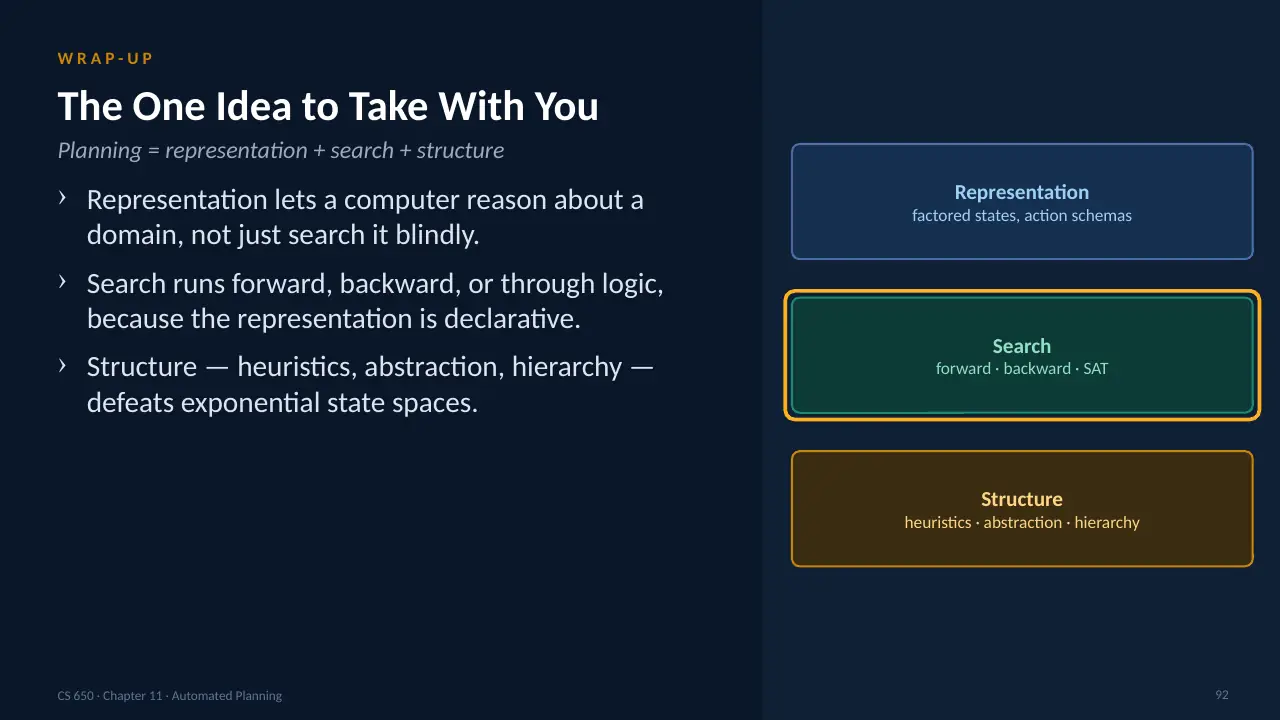 WRAP-UP
The One Idea to Take With You
Planning = representation + search + structure
› Representation lets a computer reason about a
domain, not just search it blindly.
› Search runs forward, backward, or through logic,
because the representation is declarative.
› Structure — heuristics, abstraction, hierarchy —
defeats exponential state spaces.
Representation
factored states, action schemas
Search
forward · backward · SAT
Structure
heuristics · abstraction · hierarchy
CS 650 · Chapter 11 · Automated Planning
92